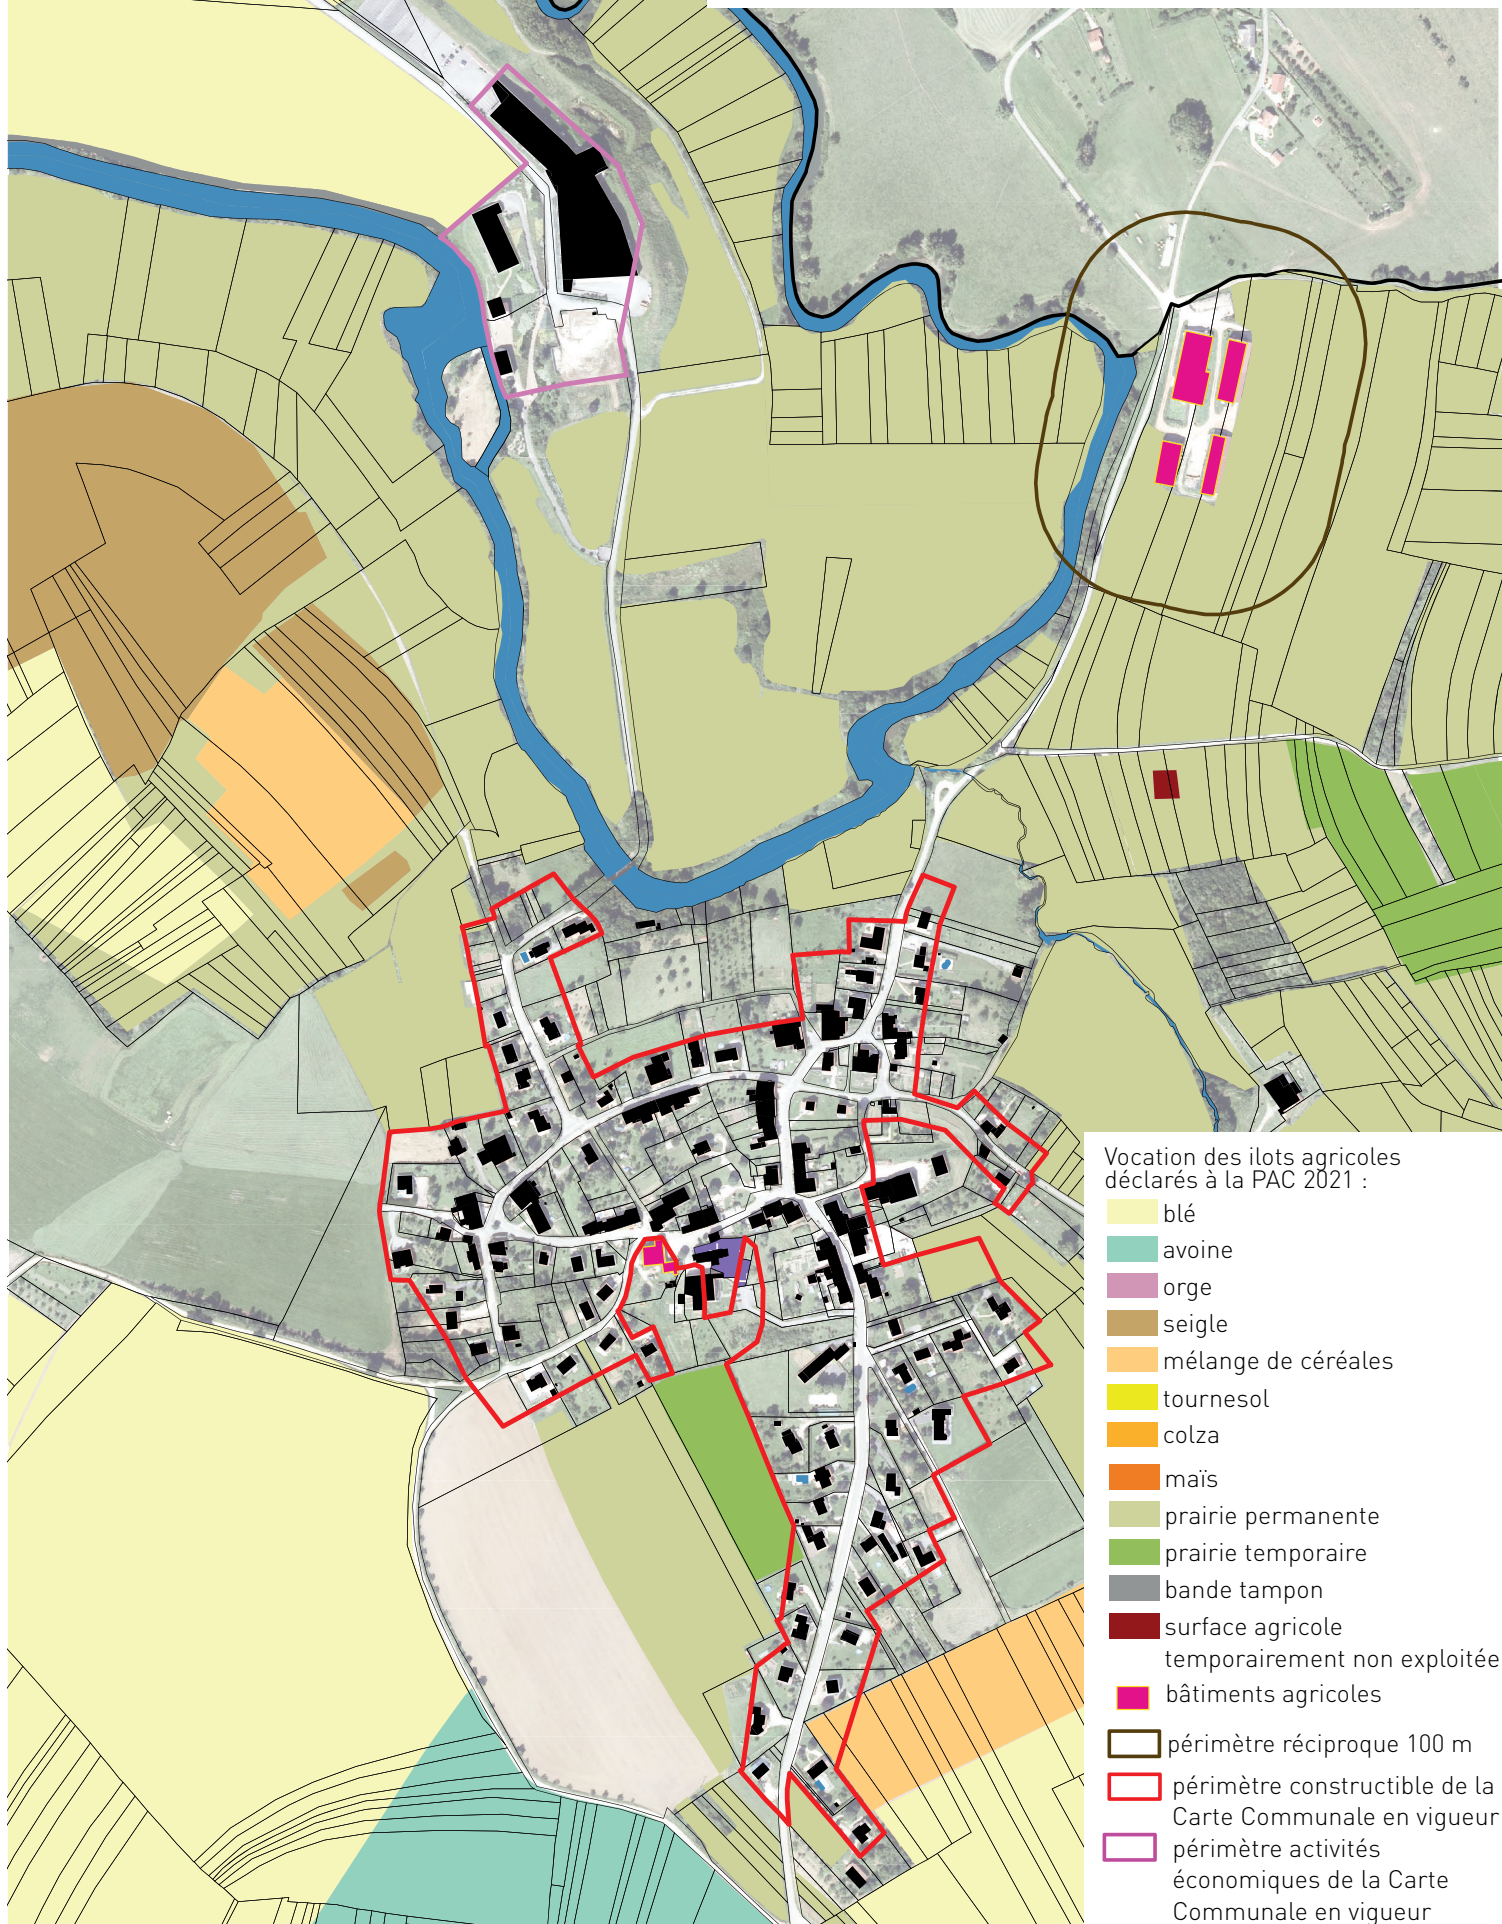 Vocation des ilots agricoles
déclarés à la PAC 2021 :
blé
avoine
orge
seigle
mélange de céréales
tournesol
colza
maïs
prairie permanente
prairie temporaire
bande tampon
surface agricole
temporairement non exploitée
bâtiments agricoles
périmètre réciproque 100 m
périmètre constructible de la
Carte Communale en vigueur
périmètre activités
économiques de la Carte
Communale en vigueur